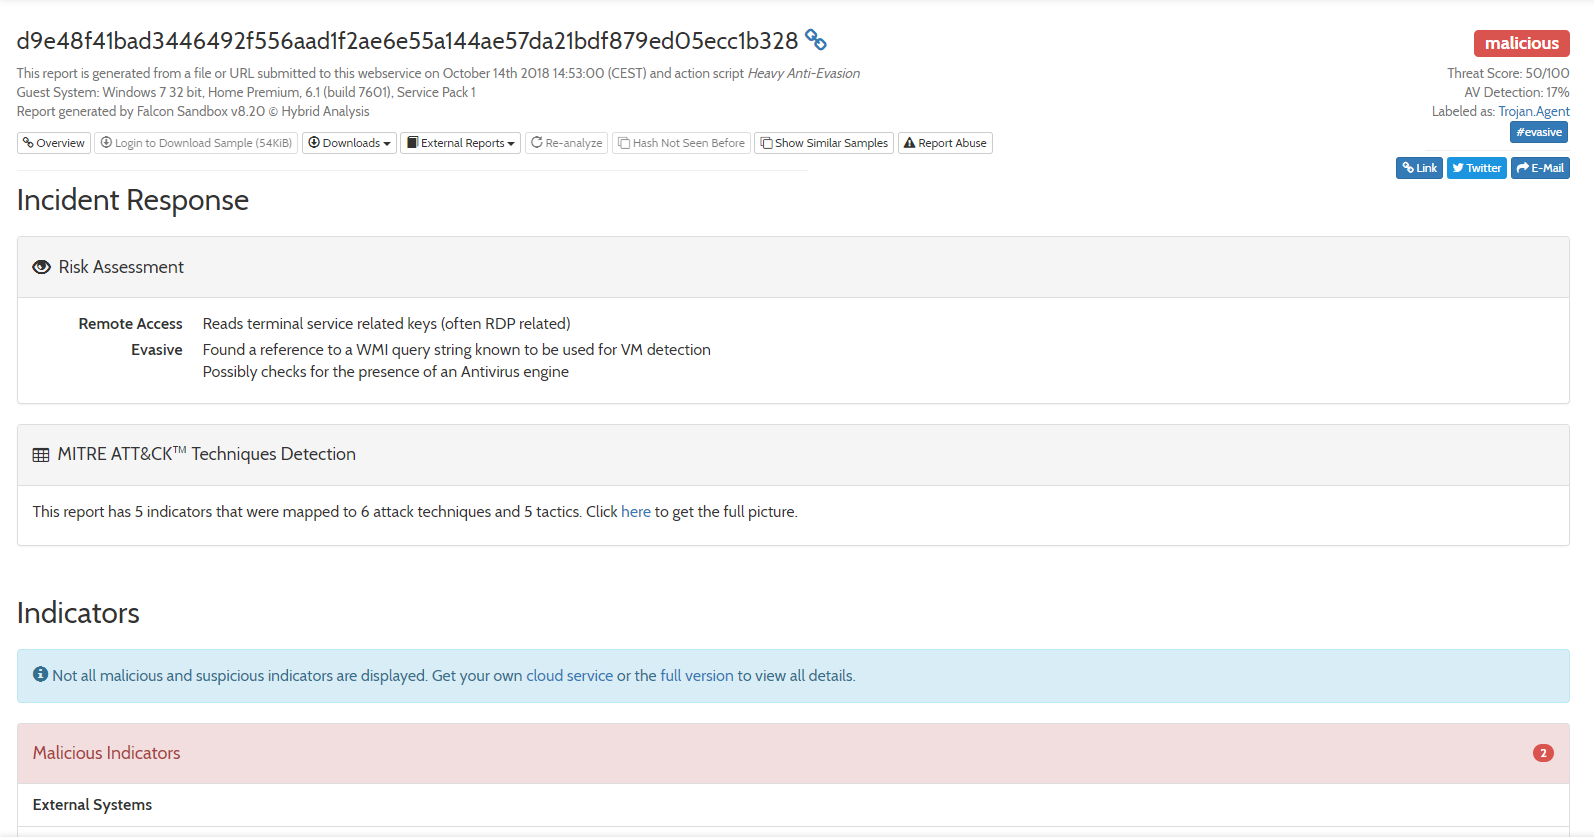 d9e48f41bad3446492f556aad1f2ae6e55a144ae57da21bdf879ed05ecc1b328
malicious
This report is generated from a file or URL submitted to this webservice on October 14th 2018 14:53:00 (CEST) and action script Heavy Anti-Evasion
Threat Score: 50/100
Guest System: Windows 7 32 bit, Home Premium, 6.1 (build 7601), Service Pack 1
AV Detection: 17%
Report generated by Falcon Sandbox v8.20 © Hybrid Analysis
Labeled as: Trojan.Agent
#evasive
Overview Login to Download Sample (54KiB) Downloads External Reports Re-analyze Hash Not Seen Before Show Similar Samples Report Abuse
Link Twitter E-Mail
Incident Response
Risk Assessment
Remote Access Reads terminal service related keys (often RDP related)
Evasive Found a reference to a WMI query string known to be used for VM detection
Possibly checks for the presence of an Antivirus engine
MITRE ATT&CK™ Techniques Detection
This report has 5 indicators that were mapped to 6 attack techniques and 5 tactics. Click here to get the full picture.
Indicators
Not all malicious and suspicious indicators are displayed. Get your own cloud service or the full version to view all details.
Malicious Indicators 2
External Systems